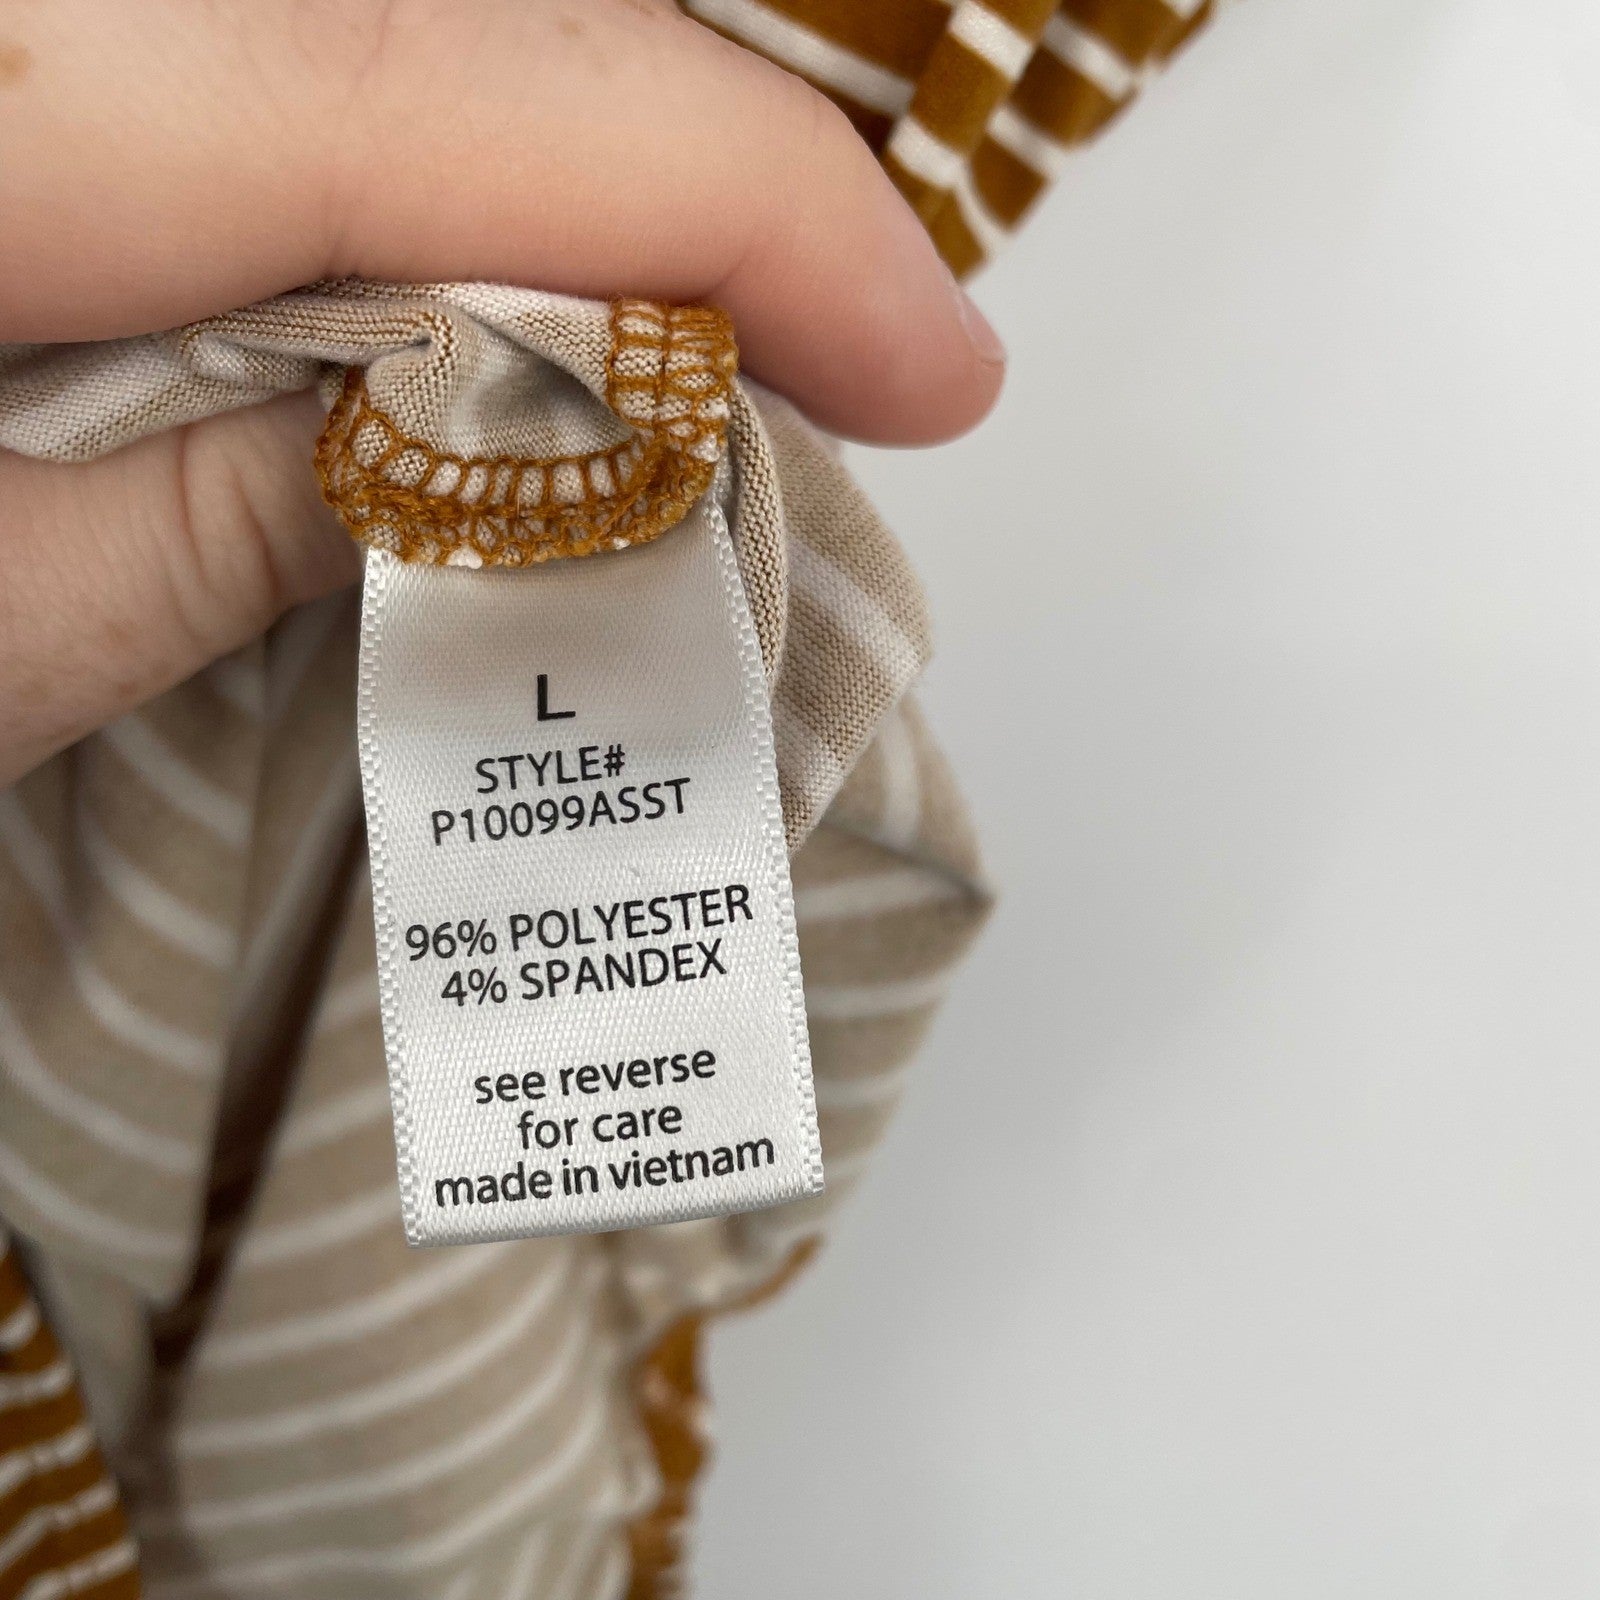 L
STYLE#
P10099ASST
96% POLYESTER
4% SPANDEX
see reverse
for care
made in vietnam